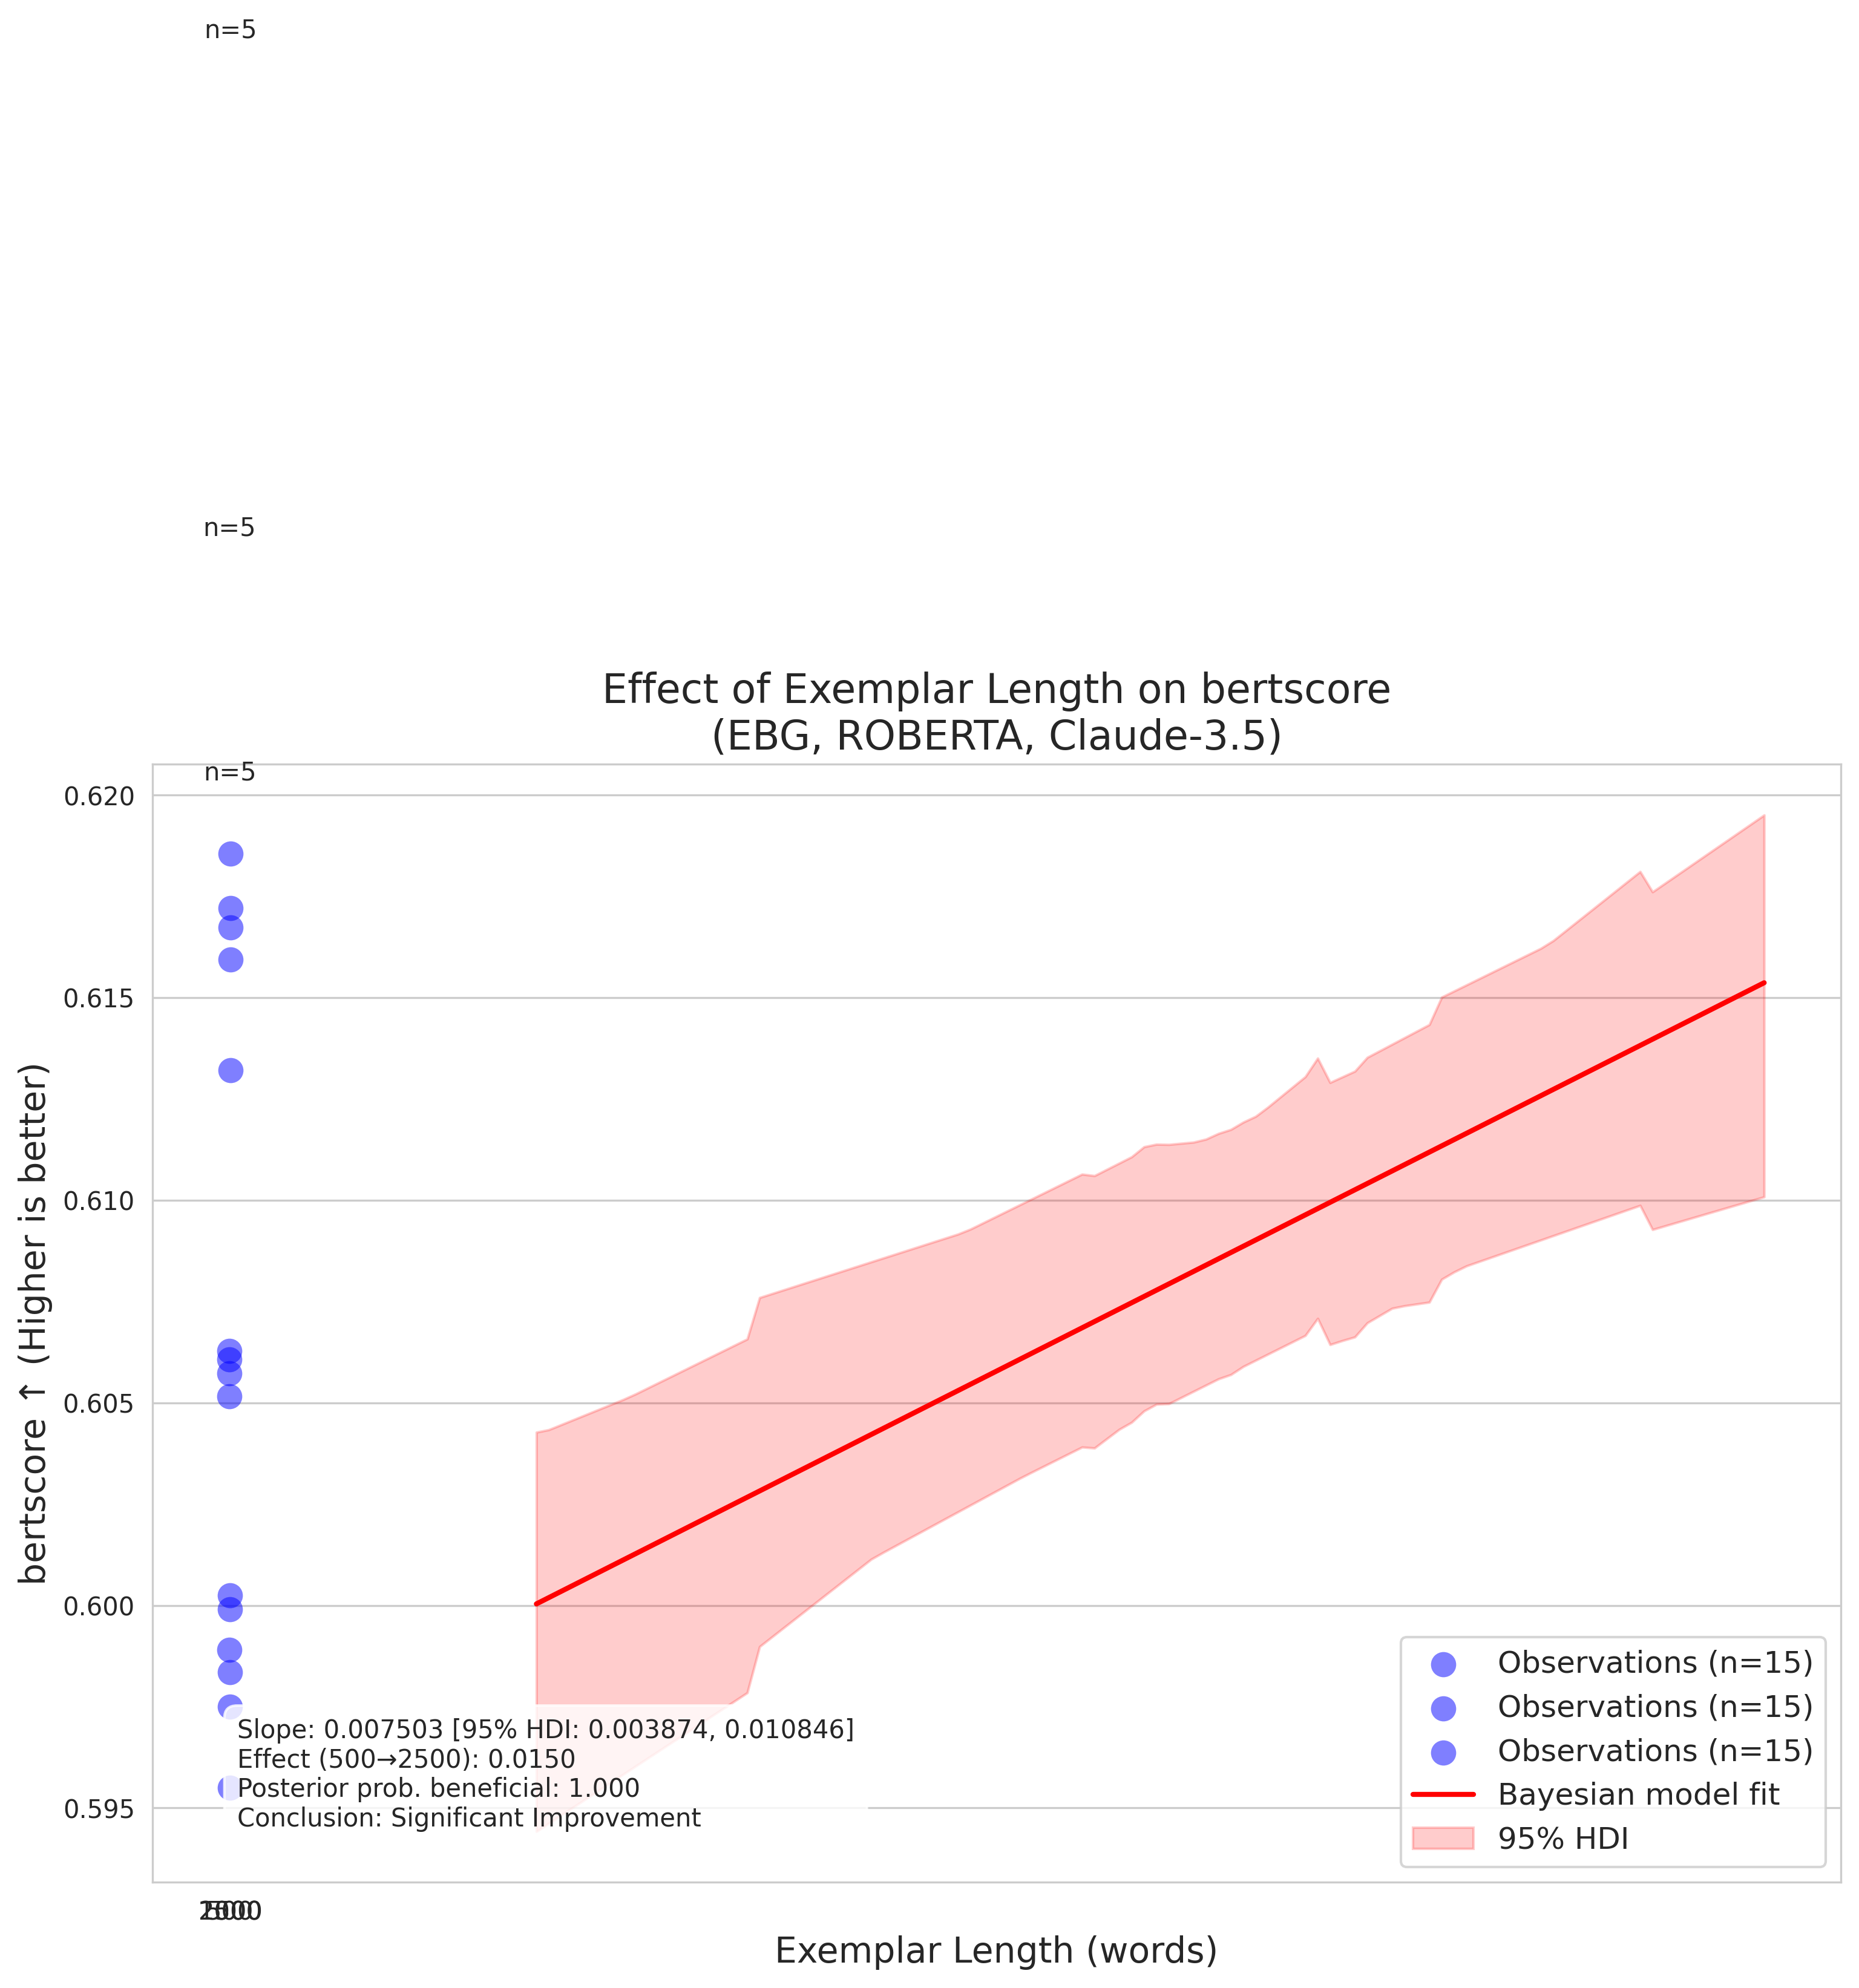 n=5
n=5
Effect of Exemplar Length on bertscore
(EBG, ROBERTA, Claude-3.5)
n=5
0.620
0.615
0.610
0.605
0.600
0.595
bertscore ↑ (Higher is better)
Slope: 0.007503 [95% HDI: 0.003874, 0.010846]
Effect (500→2500): 0.0150
Posterior prob. beneficial: 1.000
Conclusion: Significant Improvement
Observations (n=15)
Observations (n=15)
Observations (n=15)
Bayesian model fit
95% HDI
Exemplar Length (words)